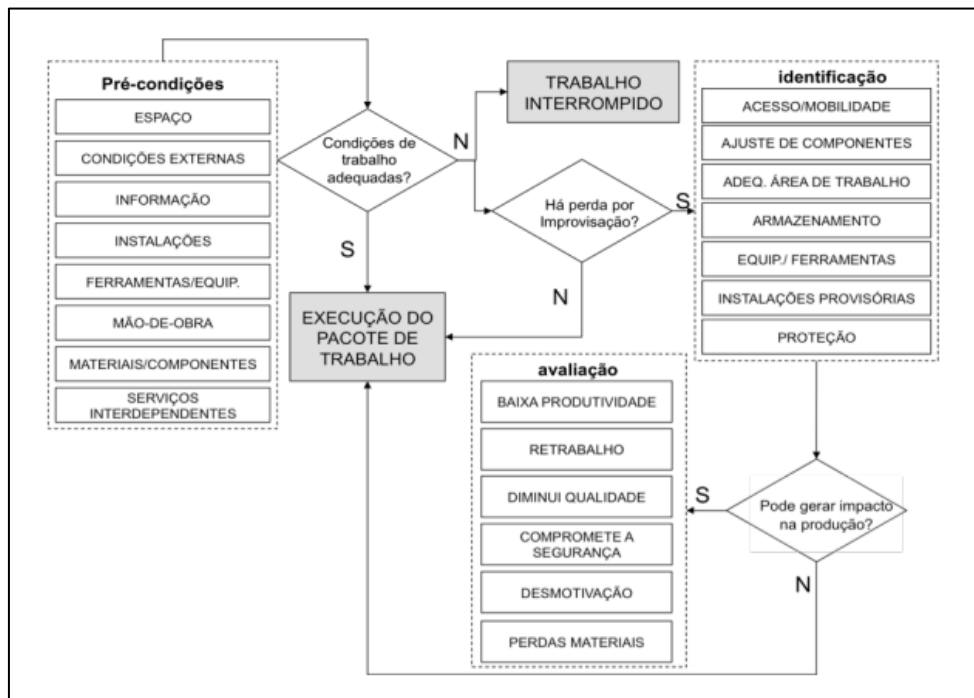 Pré-condições
ESPAÇO
CONDIÇÕES EXTERNAS
INFORMAÇÃO
INSTALAÇÕES
FERRAMENTAS/EQUIP.
MÃO-DE-OBRA
MATERIAIS/COMPONENTES
SERVIÇOS
INTERDEPENDENTES
Condições de
trabalho
adequadas?
N
S
TRABALHO
INTERROMPIDO
Há perda por
Improvisação?
S
N
EXECUÇÃO DO
PACOTE DE
TRABALHO
identificação
ACESSO/MOBILIDADE
AJUSTE DE COMPONENTES
ADEQ. ÁREA DE TRABALHO
ARMAZENAMENTO
EQUIP./ FERRAMENTAS
INSTALAÇÕES PROVISÓRIAS
PROTEÇÃO
Pode gerar impacto
na produção?
S
N
avaliação
BAIXA PRODUTIVIDADE
RETRABALHO
DIMINUI QUALIDADE
COMPROMETE A
SEGURANÇA
DESMOTIVAÇÃO
PERDAS MATERIAIS